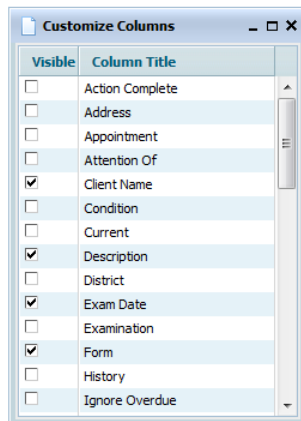 Customize Columns
Visible Column Title
Action Complete
Address
Appointment
Attention Of
Client Name
Condition
Current
Description
District
Exam Date
Examination
Form
History
Ignore Overdue